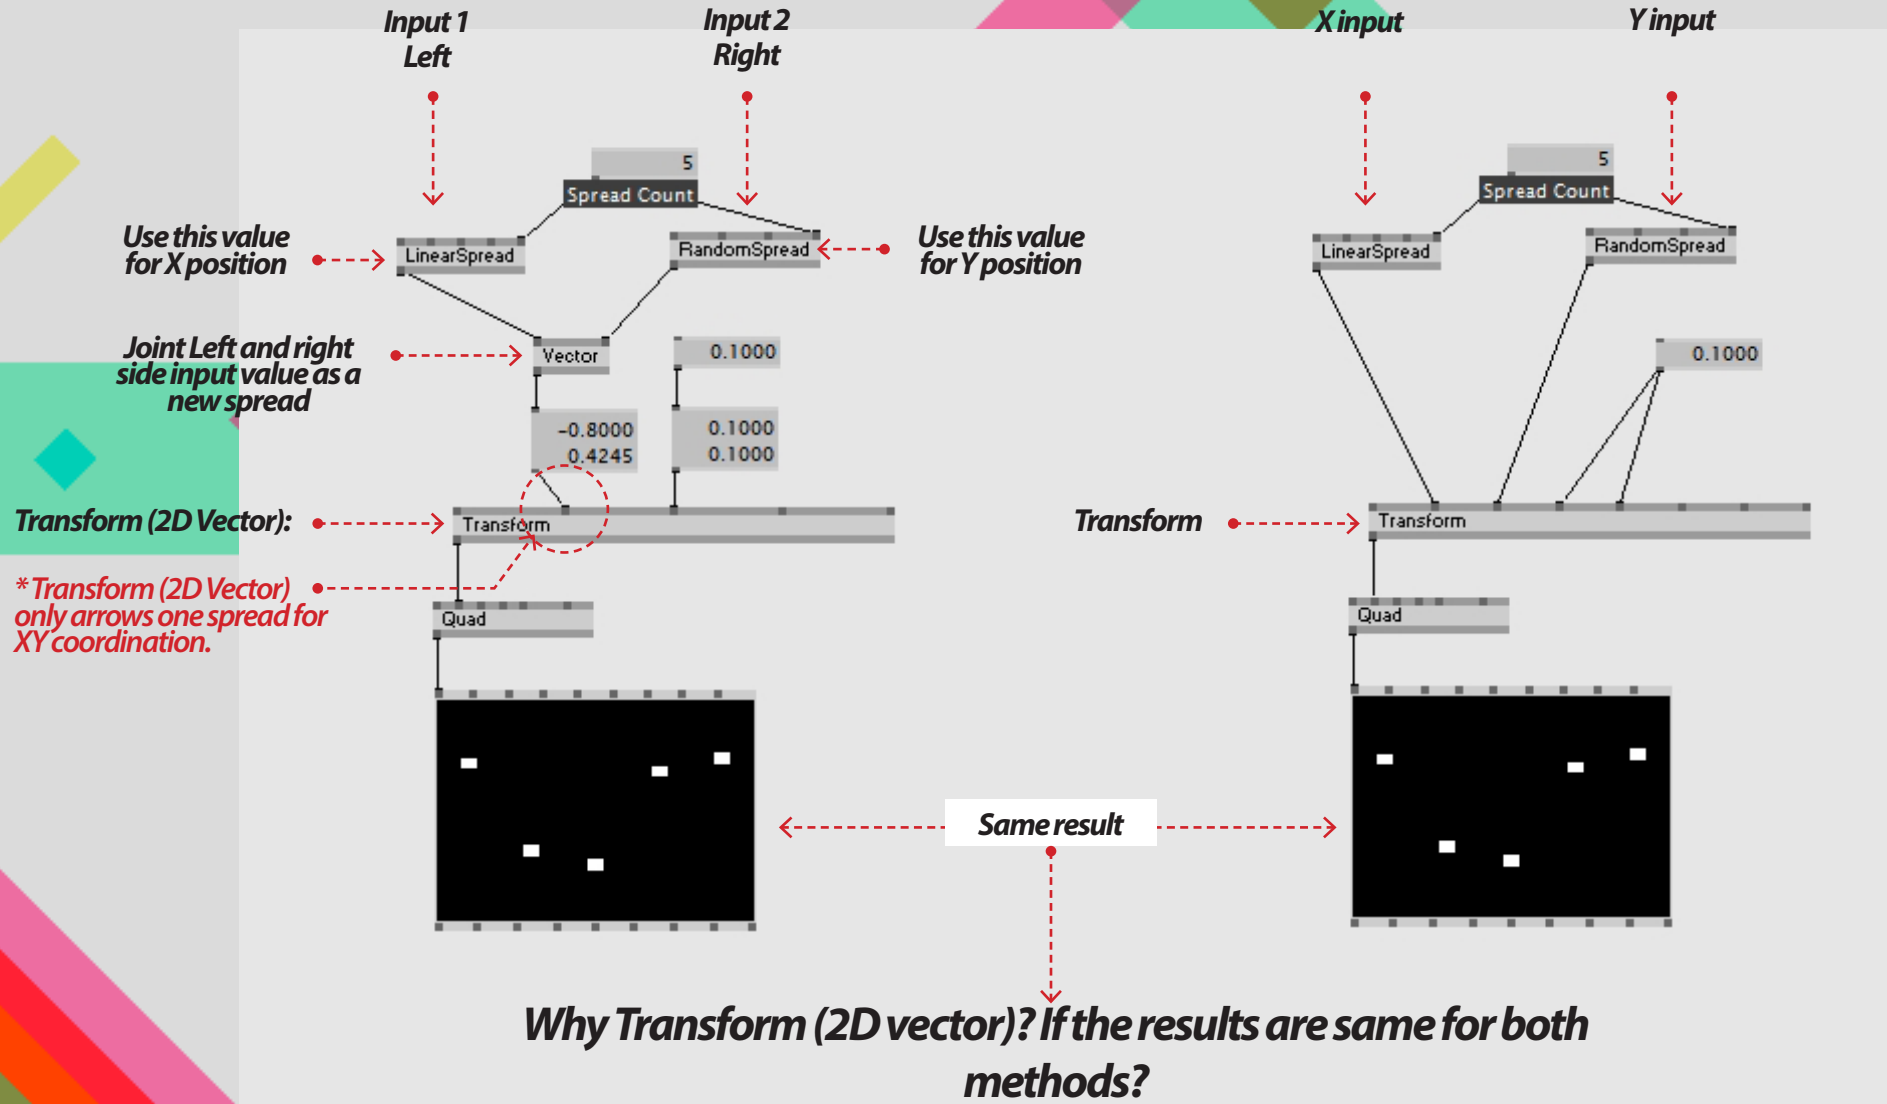 Input 1
Left
Input 2
Right
X input
Y input
5
Spread Count
5
Spread Count
Use this value
for X position
LinearSpread
RandomSpread
Use this value
for Y position
LinearSpread
RandomSpread
Joint Left and right
side input value as a
new spread
Vector
0.1000
0.1000
-0.8000
0.4245
0.1000
0.1000
Transform (2D Vector):
Transform
Transform
Transform
* Transform (2D Vector)
only arrows one spread for
XY coordination.
Quad
Quad
Same result
Why Transform (2D vector)? If the results are same for both
methods?